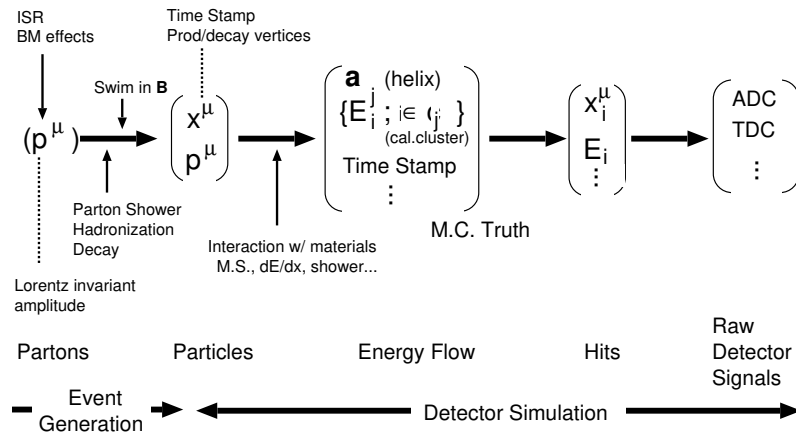 ISR
BM effects
Time Stamp
Prod/decay vertices
Swim in B
(p^μ)
x^μ
p^μ
a (helix)
{E_i^j ; i ∈ c_j }
(cal.cluster)
Time Stamp
⋮
x_i^μ
E_i
⋮
ADC
TDC
⋮
Parton Shower
Hadronization
Decay
Interaction w/ materials
M.S., dE/dx, shower...
M.C. Truth
Lorentz invariant
amplitude
Partons
Particles
Energy Flow
Hits
Raw
Detector
Signals
Event
Generation
Detector Simulation